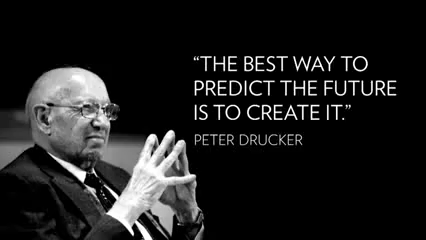 “THE BEST WAY TO
PREDICT THE FUTURE
IS TO CREATE IT.”
PETER DRUCKER